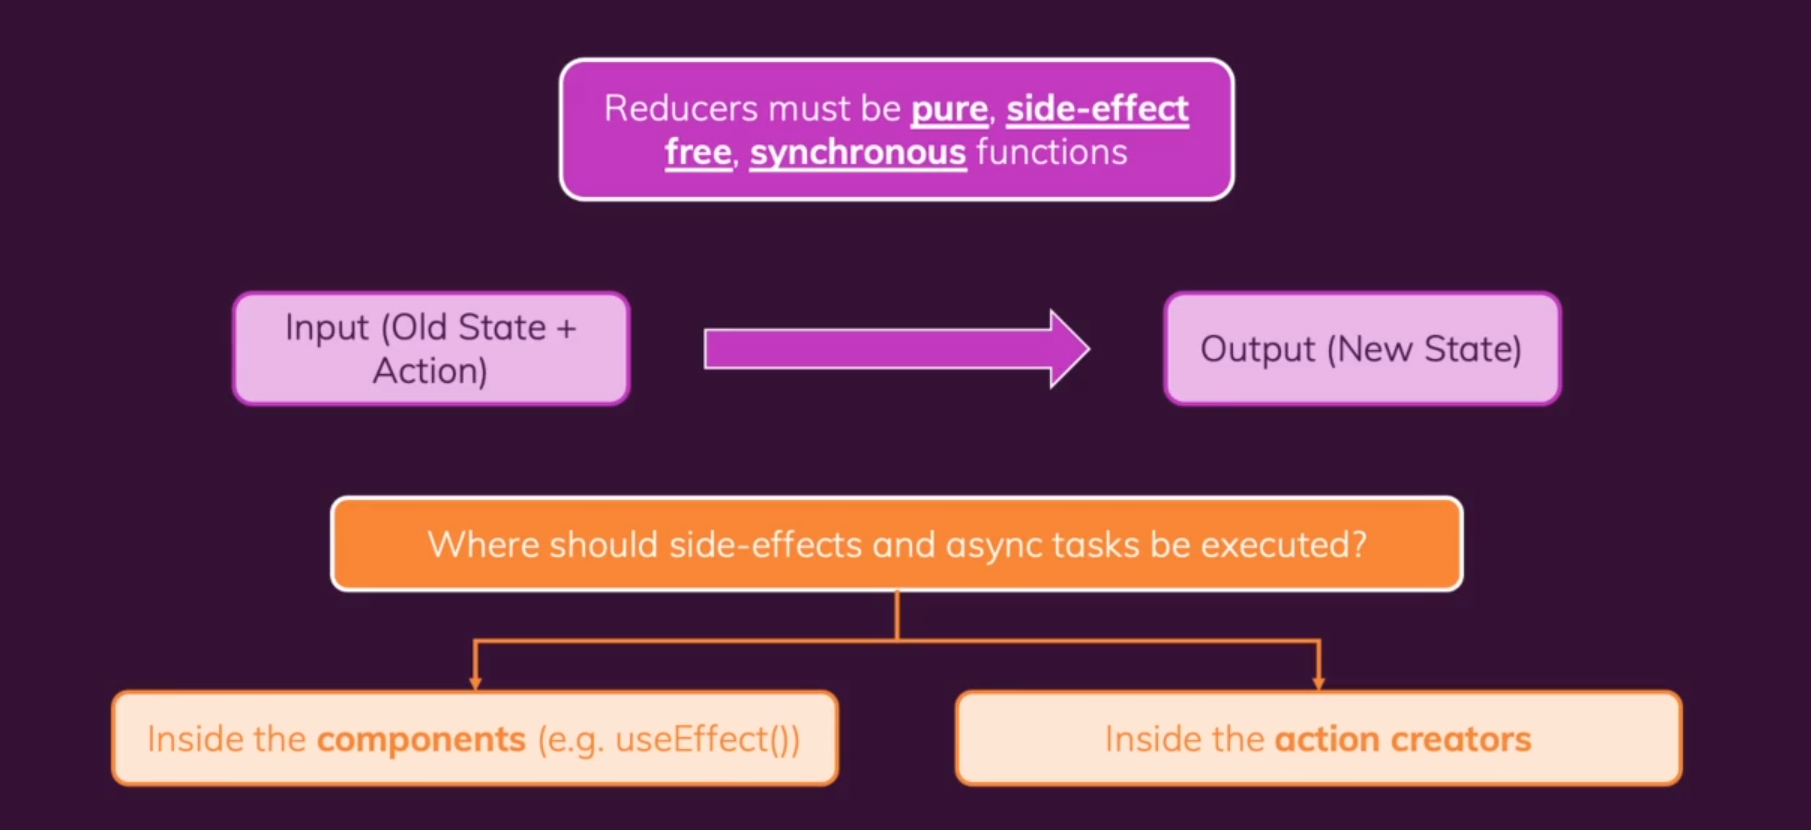 Reducers must be pure, side-effect
free, synchronous functions
Input (Old State +
Action)
Output (New State)
Where should side-effects and async tasks be executed?
Inside the components (e.g. useEffect())
Inside the action creators